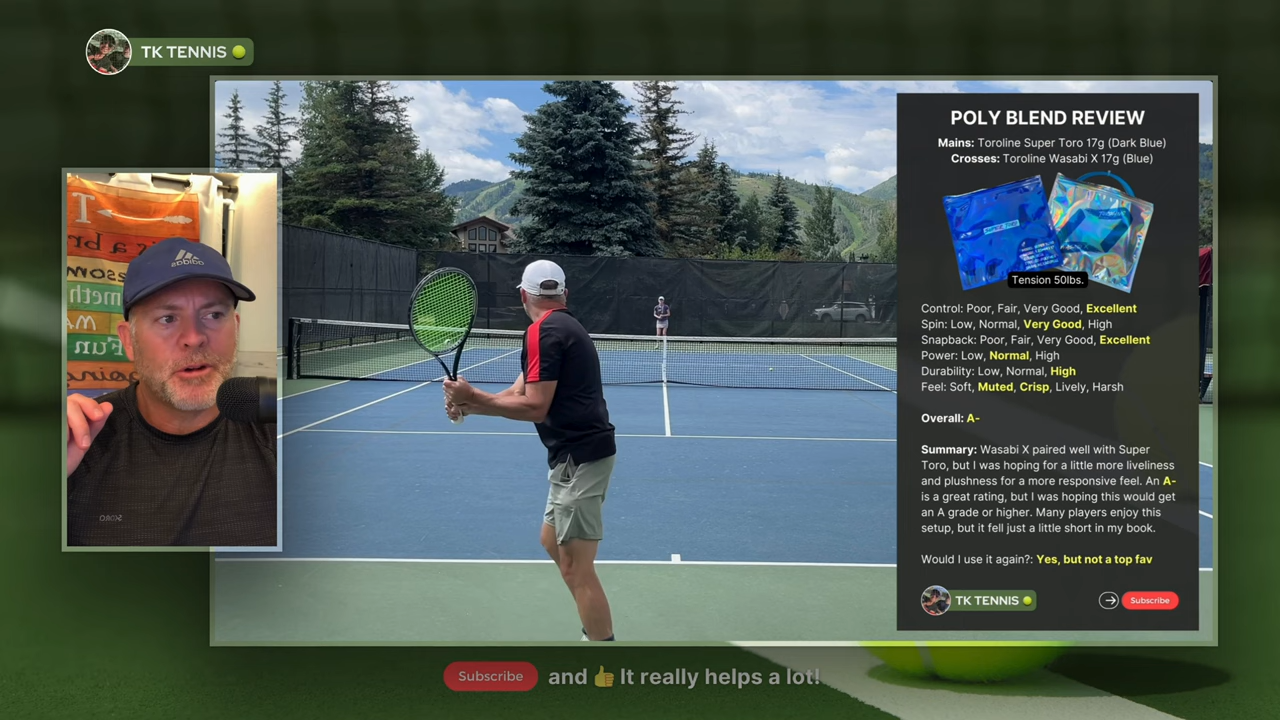 TK TENNIS
POLY BLEND REVIEW
Mains: Toroline Super Toro 17g (Dark Blue)
Crosses: Toroline Wasabi X 17g (Blue)
Tension 50lbs.
Control: Poor, Fair, Very Good, Excellent
Spin: Low, Normal, Very Good, High
Snapback: Poor, Fair, Very Good, Excellent
Power: Low, Normal, High
Durability: Low, Normal, High
Feel: Soft, Muted, Crisp, Lively, Harsh
Overall: A-
Summary: Wasabi X paired well with Super
Toro, but I was hoping for a little more liveliness
and plushness for a more responsive feel. An A-
is a great rating, but I was hoping this would get
an A grade or higher. Many players enjoy this
setup, but it fell just a little short in my book.
Would I use it again?: Yes, but not a top fav
TK TENNIS
Subscribe
adidas
Subscribe and 👍 It really helps a lot!